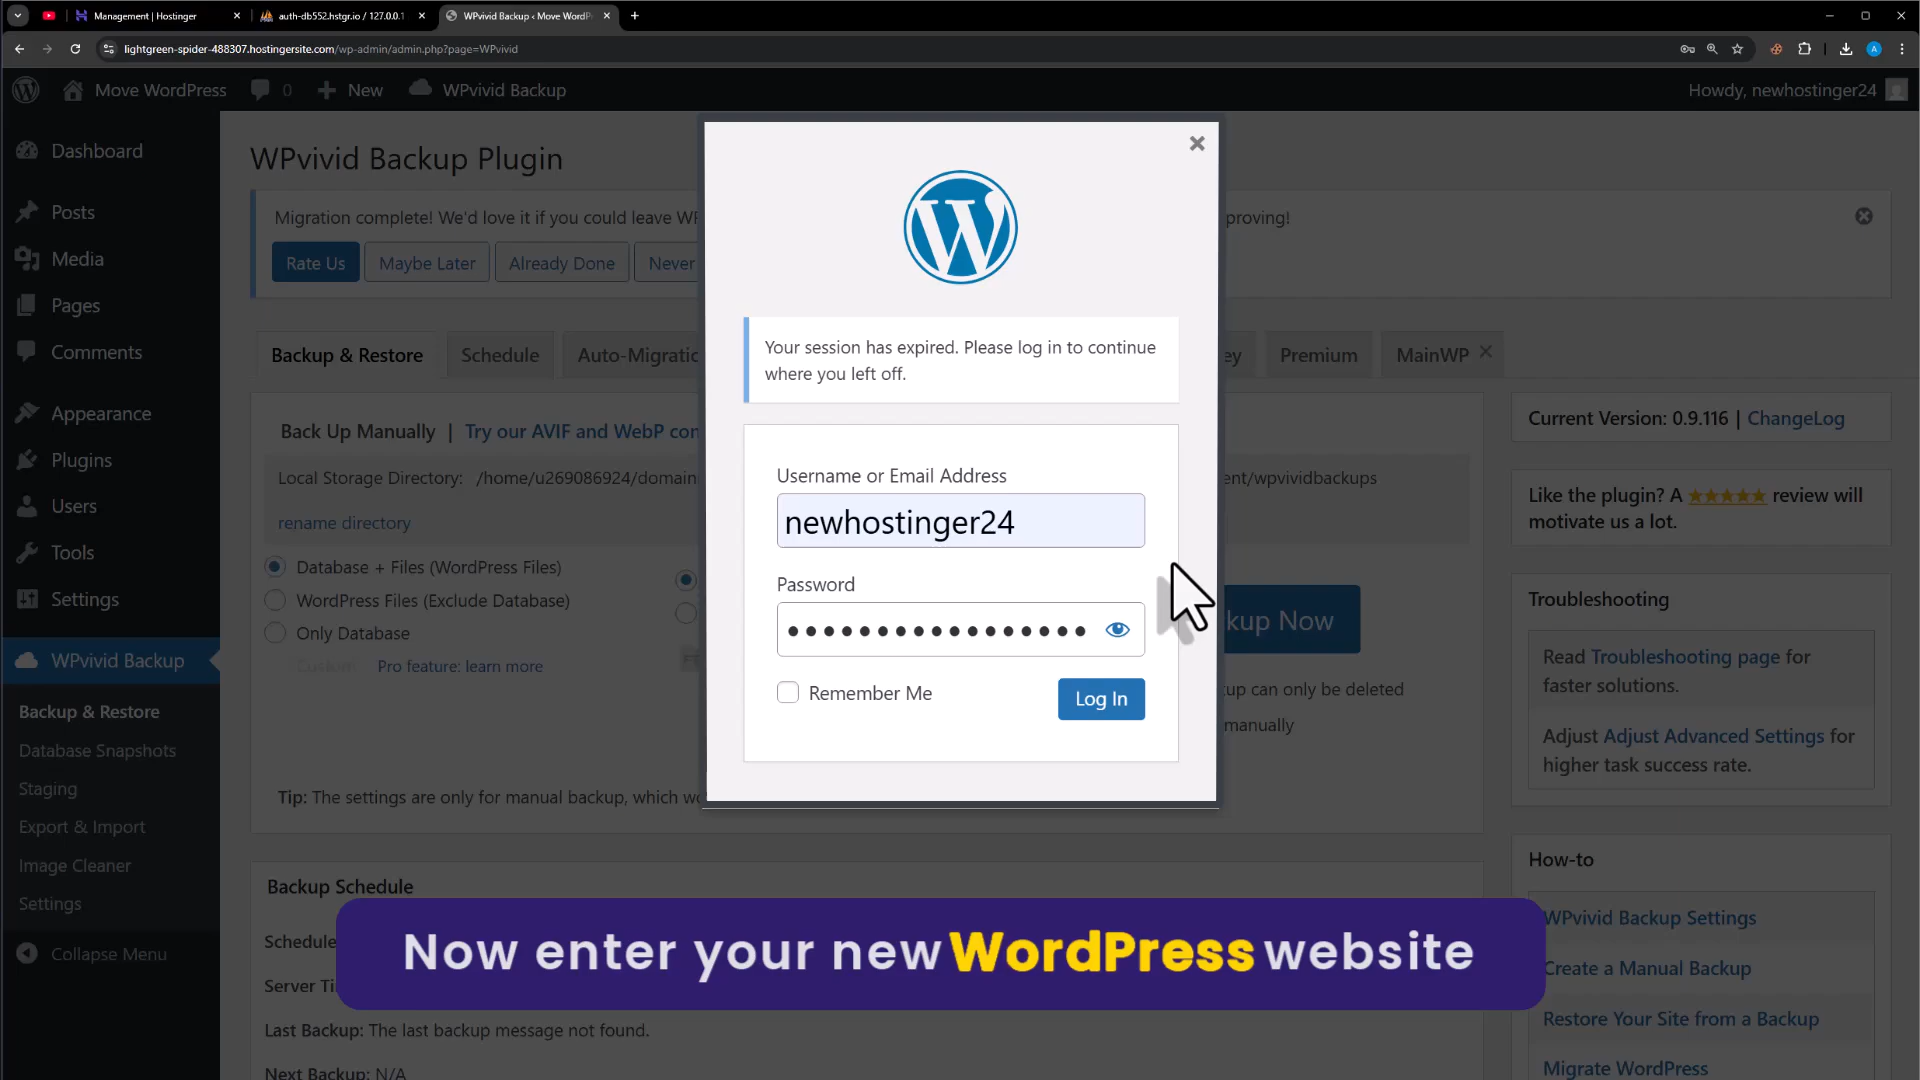 Management | Hostinger
auth-db552.hstgr.io / 127.0.0.1
WPvivid Backup ‹ Move WordPr
lightgreen-spider-488307.hostingersite.com/wp-admin/admin.php?page=WPvivid
A
Move WordPress
0
New
WPvivid Backup
Howdy, newhostinger24
Dashboard
Posts
Media
Pages
Comments
Appearance
Plugins
Users
Tools
Settings
WPvivid Backup
Backup & Restore
Database Snapshots
Staging
Export & Import
Image Cleaner
Settings
Collapse Menu
WPvivid Backup Plugin
Migration complete! We'd love it if you could leave WP
proving!
Rate Us
Maybe Later
Already Done
Never
Backup & Restore
Schedule
Auto-Migratio
ey
Premium
MainWP
Back Up Manually | Try our AVIF and WebP con
Local Storage Directory: /home/u269086924/domain
ent/wpvividbackups
rename directory
Database + Files (WordPress Files)
WordPress Files (Exclude Database)
Only Database
Custom
Pro feature: learn more
kup Now
up can only be deleted
manually
Tip: The settings are only for manual backup, which wo
Backup Schedule
Schedule
Server Ti
Last Backup: The last backup message not found.
Next Backup: N/A
Your session has expired. Please log in to continue
where you left off.
Username or Email Address
newhostinger24
Password
Remember Me
Log In
Current Version: 0.9.116 | ChangeLog
Like the plugin? A ★★★★★ review will
motivate us a lot.
Troubleshooting
Read Troubleshooting page for
faster solutions.
Adjust Adjust Advanced Settings for
higher task success rate.
How-to
WPvivid Backup Settings
Create a Manual Backup
Restore Your Site from a Backup
Migrate WordPress
Now enter your new WordPress website